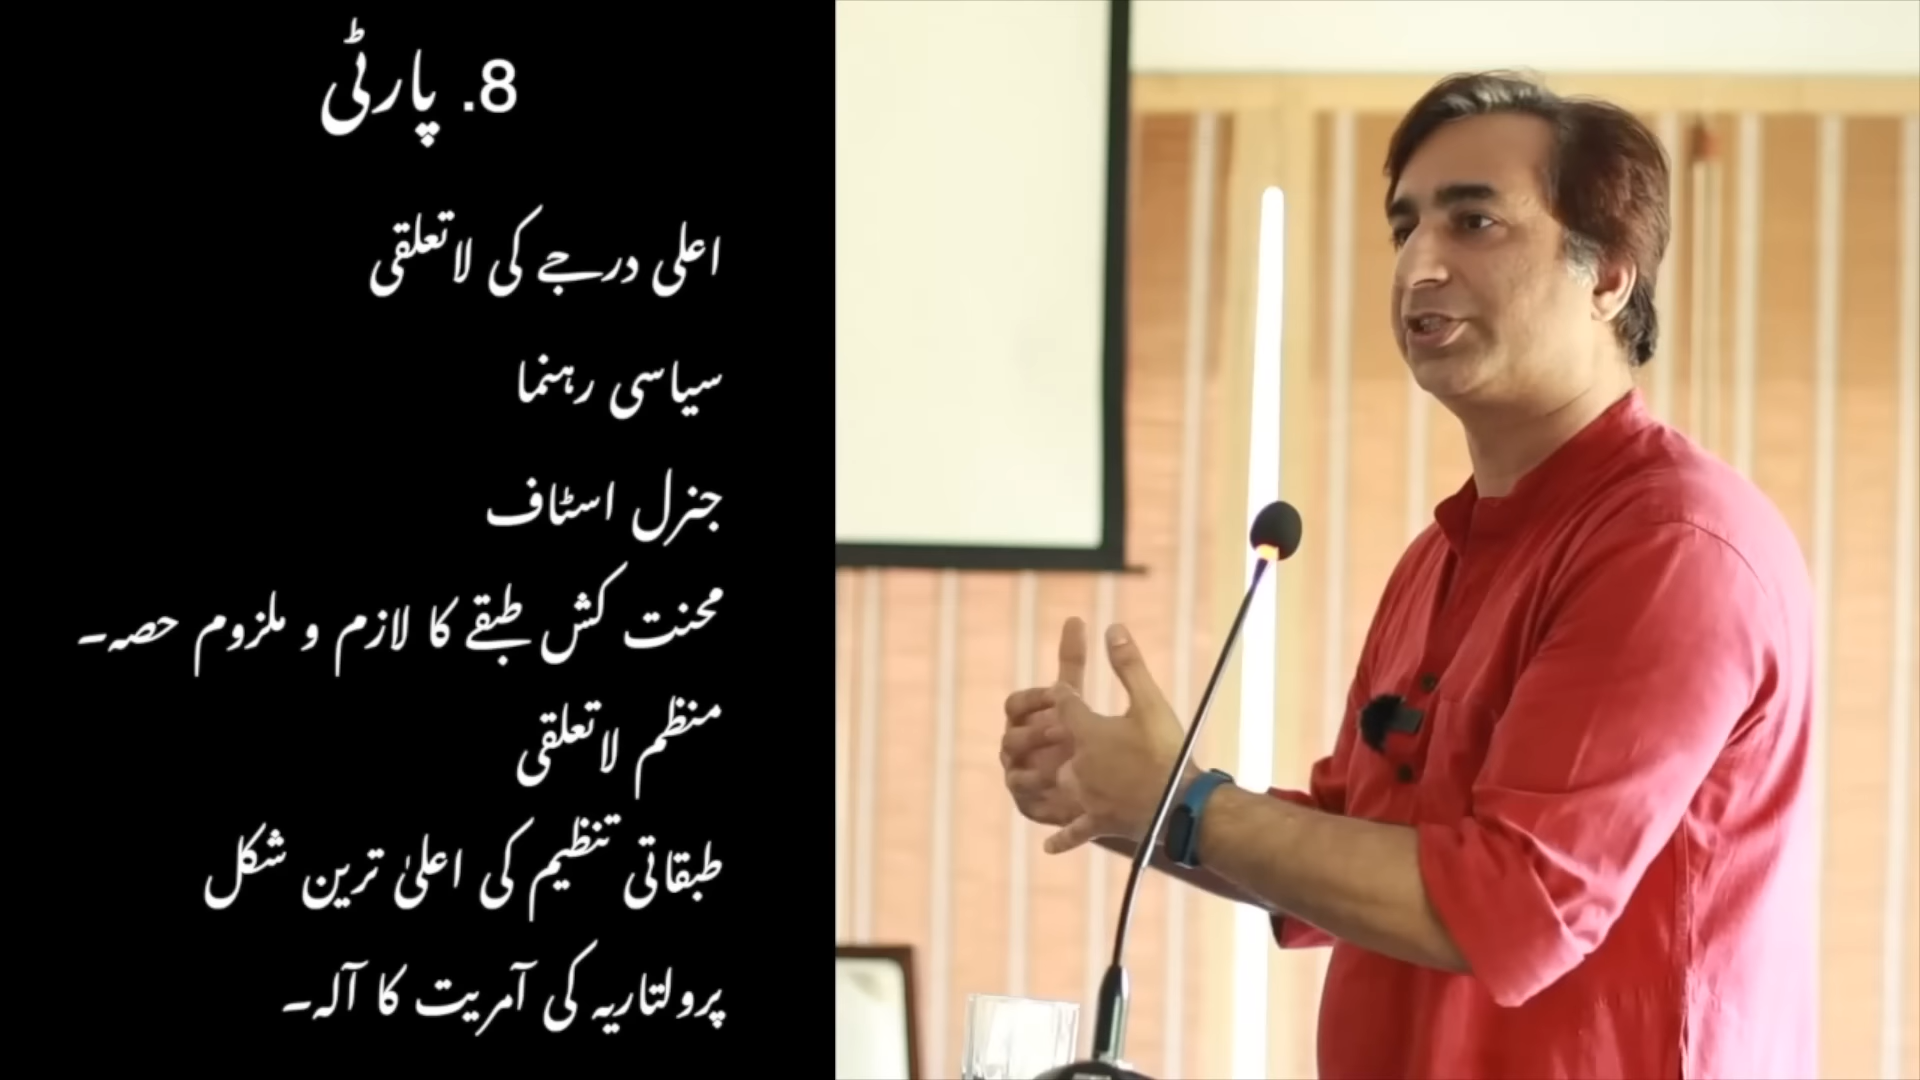 8. پارٹی
اعلی درجے کی لاتعلقی
سیاسی رہنما
جنرل اسٹاف
محنت کش طبقے کا لازم و ملزوم حصہ۔
منظم لاتعلقی
طبقاتی تنظیم کی اعلیٰ ترین شکل
پرولتاریہ کی آمریت کا آلہ۔